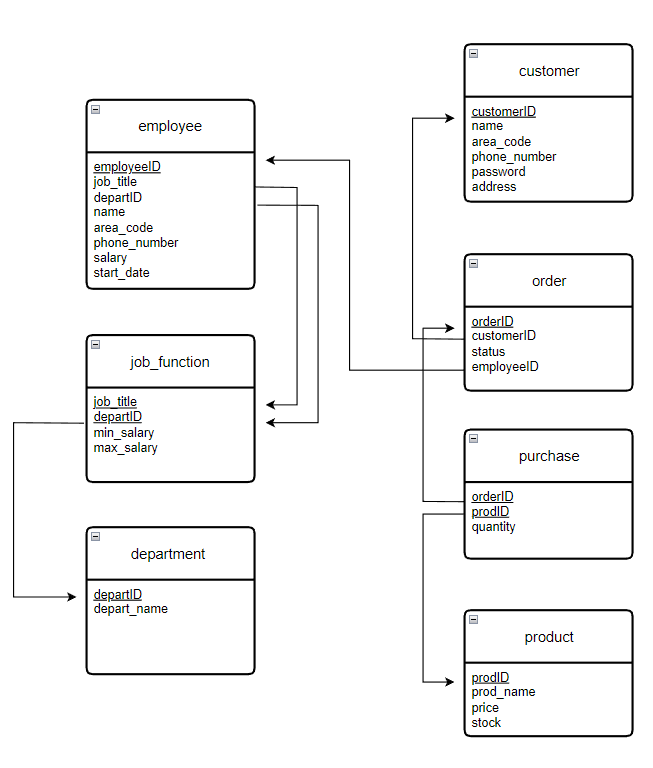 employee
employeeID
job_title
departID
name
area_code
phone_number
salary
start_date
job_function
job_title
departID
min_salary
max_salary
department
departID
depart_name
customer
customerID
name
area_code
phone_number
password
address
order
orderID
customerID
status
employeeID
purchase
orderID
prodID
quantity
product
prodID
prod_name
price
stock